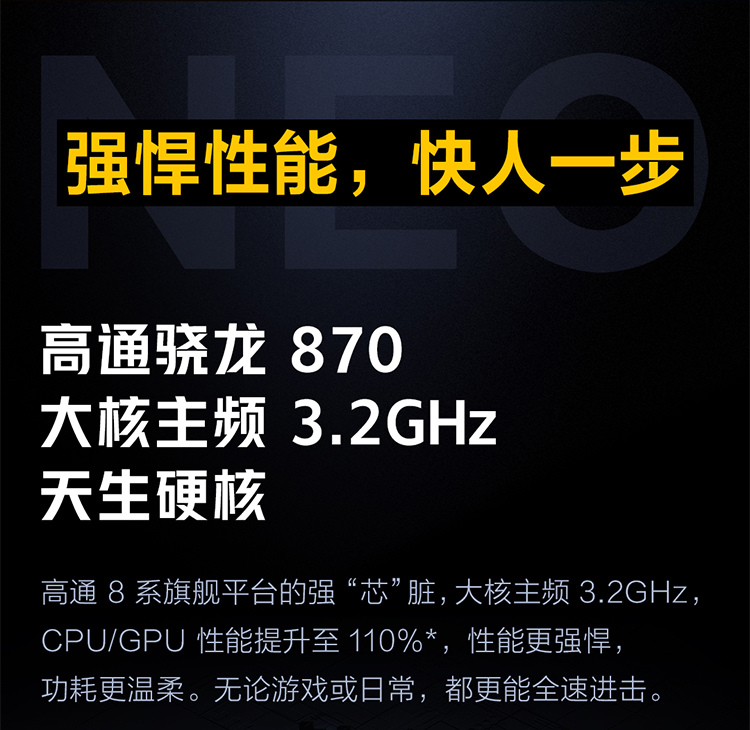 NEO
强悍性能，快人一步
高通骁龙 870
大核主频 3.2GHz
天生硬核
高通 8 系旗舰平台的强 “芯” 脏，大核主频 3.2GHz，
CPU/GPU 性能提升至 110%*，性能更强悍，
功耗更温柔。无论游戏或日常，都更能全速进击。